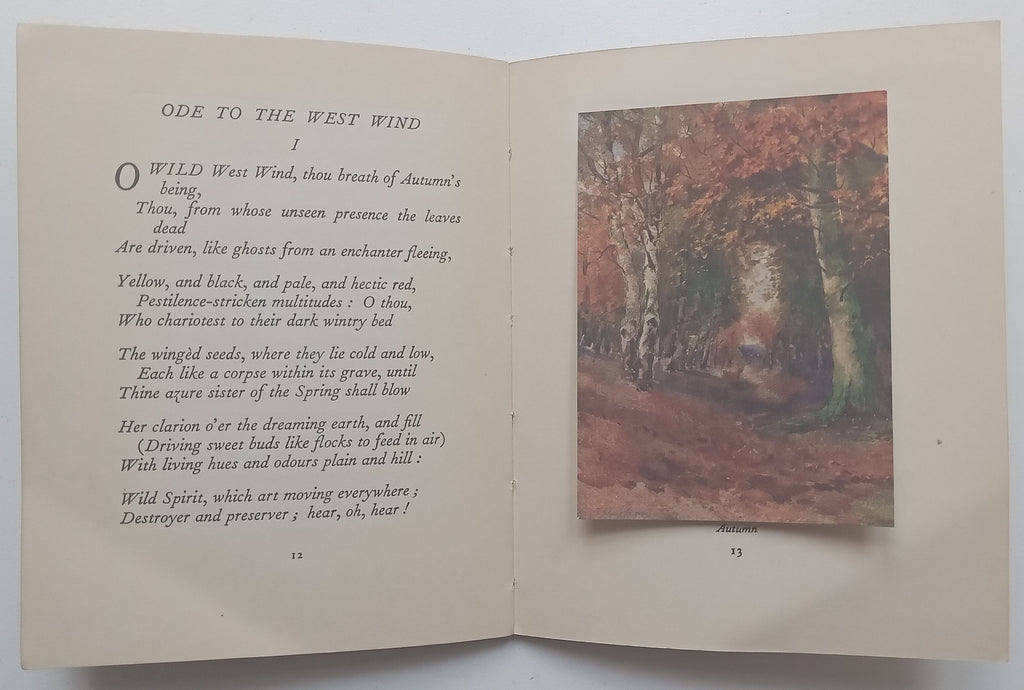 ODE TO THE WEST WIND
I
O WILD West Wind, thou breath of Autumn's
being,
Thou, from whose unseen presence the leaves
dead
Are driven, like ghosts from an enchanter fleeing,
Yellow, and black, and pale, and hectic red,
Pestilence-stricken multitudes : O thou,
Who chariotest to their dark wintry bed
The wingèd seeds, where they lie cold and low,
Each like a corpse within its grave, until
Thine azure sister of the Spring shall blow
Her clarion o'er the dreaming earth, and fill
(Driving sweet buds like flocks to feed in air)
With living hues and odours plain and hill :
Wild Spirit, which art moving everywhere ;
Destroyer and preserver ; hear, oh, hear !
12
Autumn
13